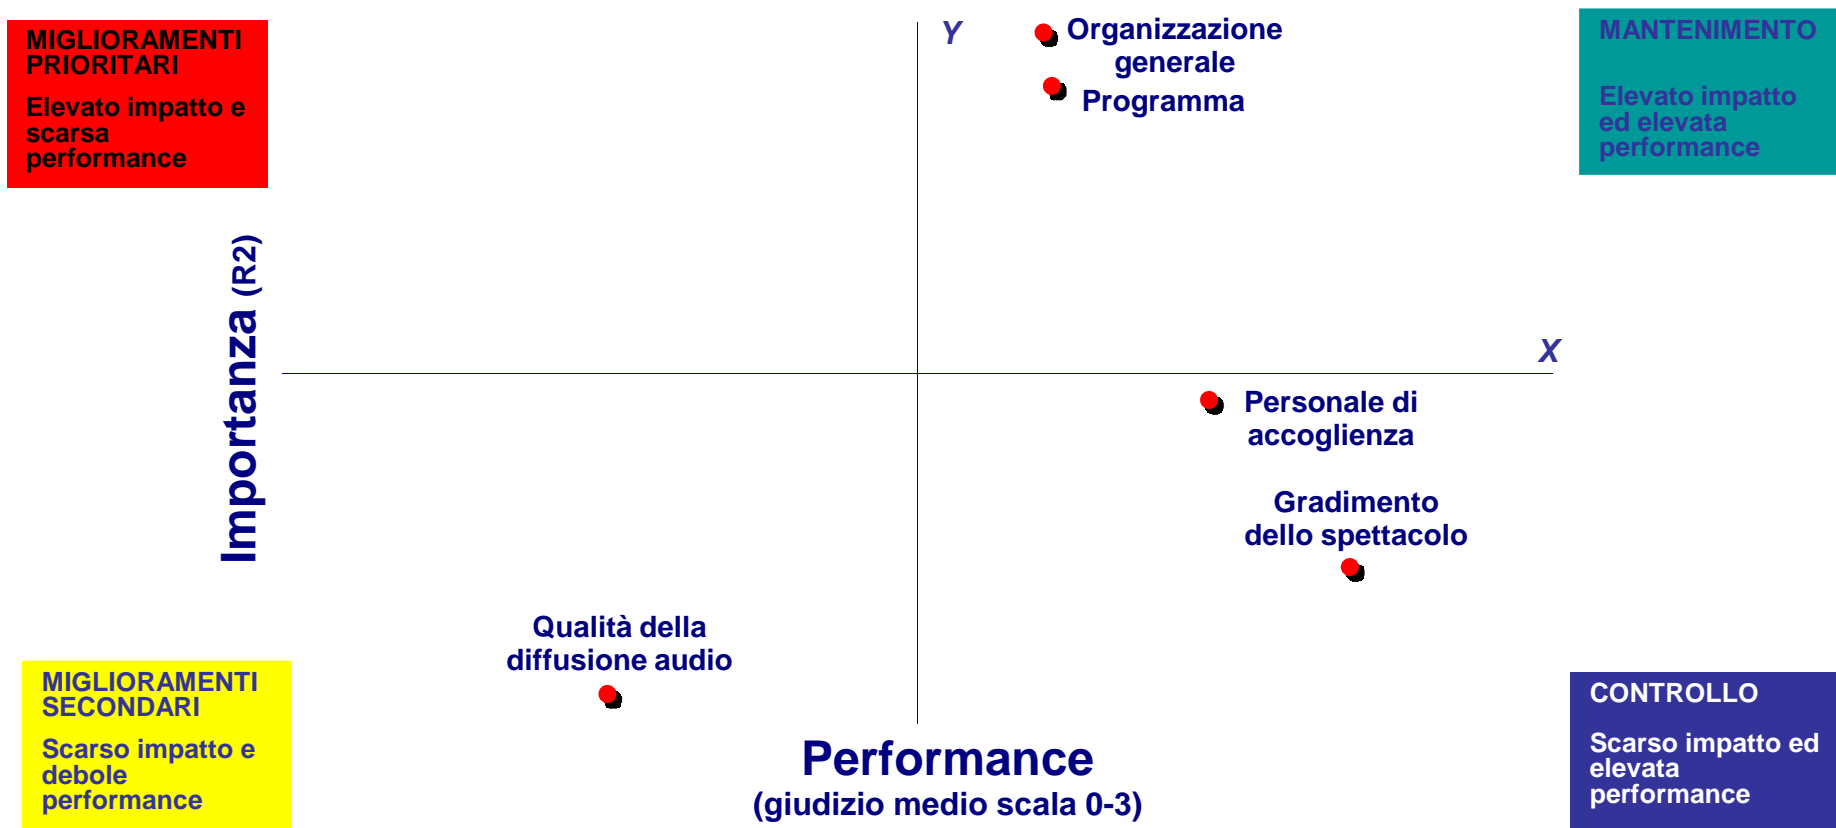 MIGLIORAMENTI
PRIORITARI
Elevato impatto e
scarsa
performance
Y
Organizzazione
generale
Programma
MANTENIMENTO
Elevato impatto
ed elevata
performance
Importanza (R2)
X
Personale di
accoglienza
Gradimento
dello spettacolo
Qualità della
diffusione audio
MIGLIORAMENTI
SECONDARI
Scarso impatto e
debole
performance
Performance
(giudizio medio scala 0-3)
CONTROLLO
Scarso impatto ed
elevata
performance